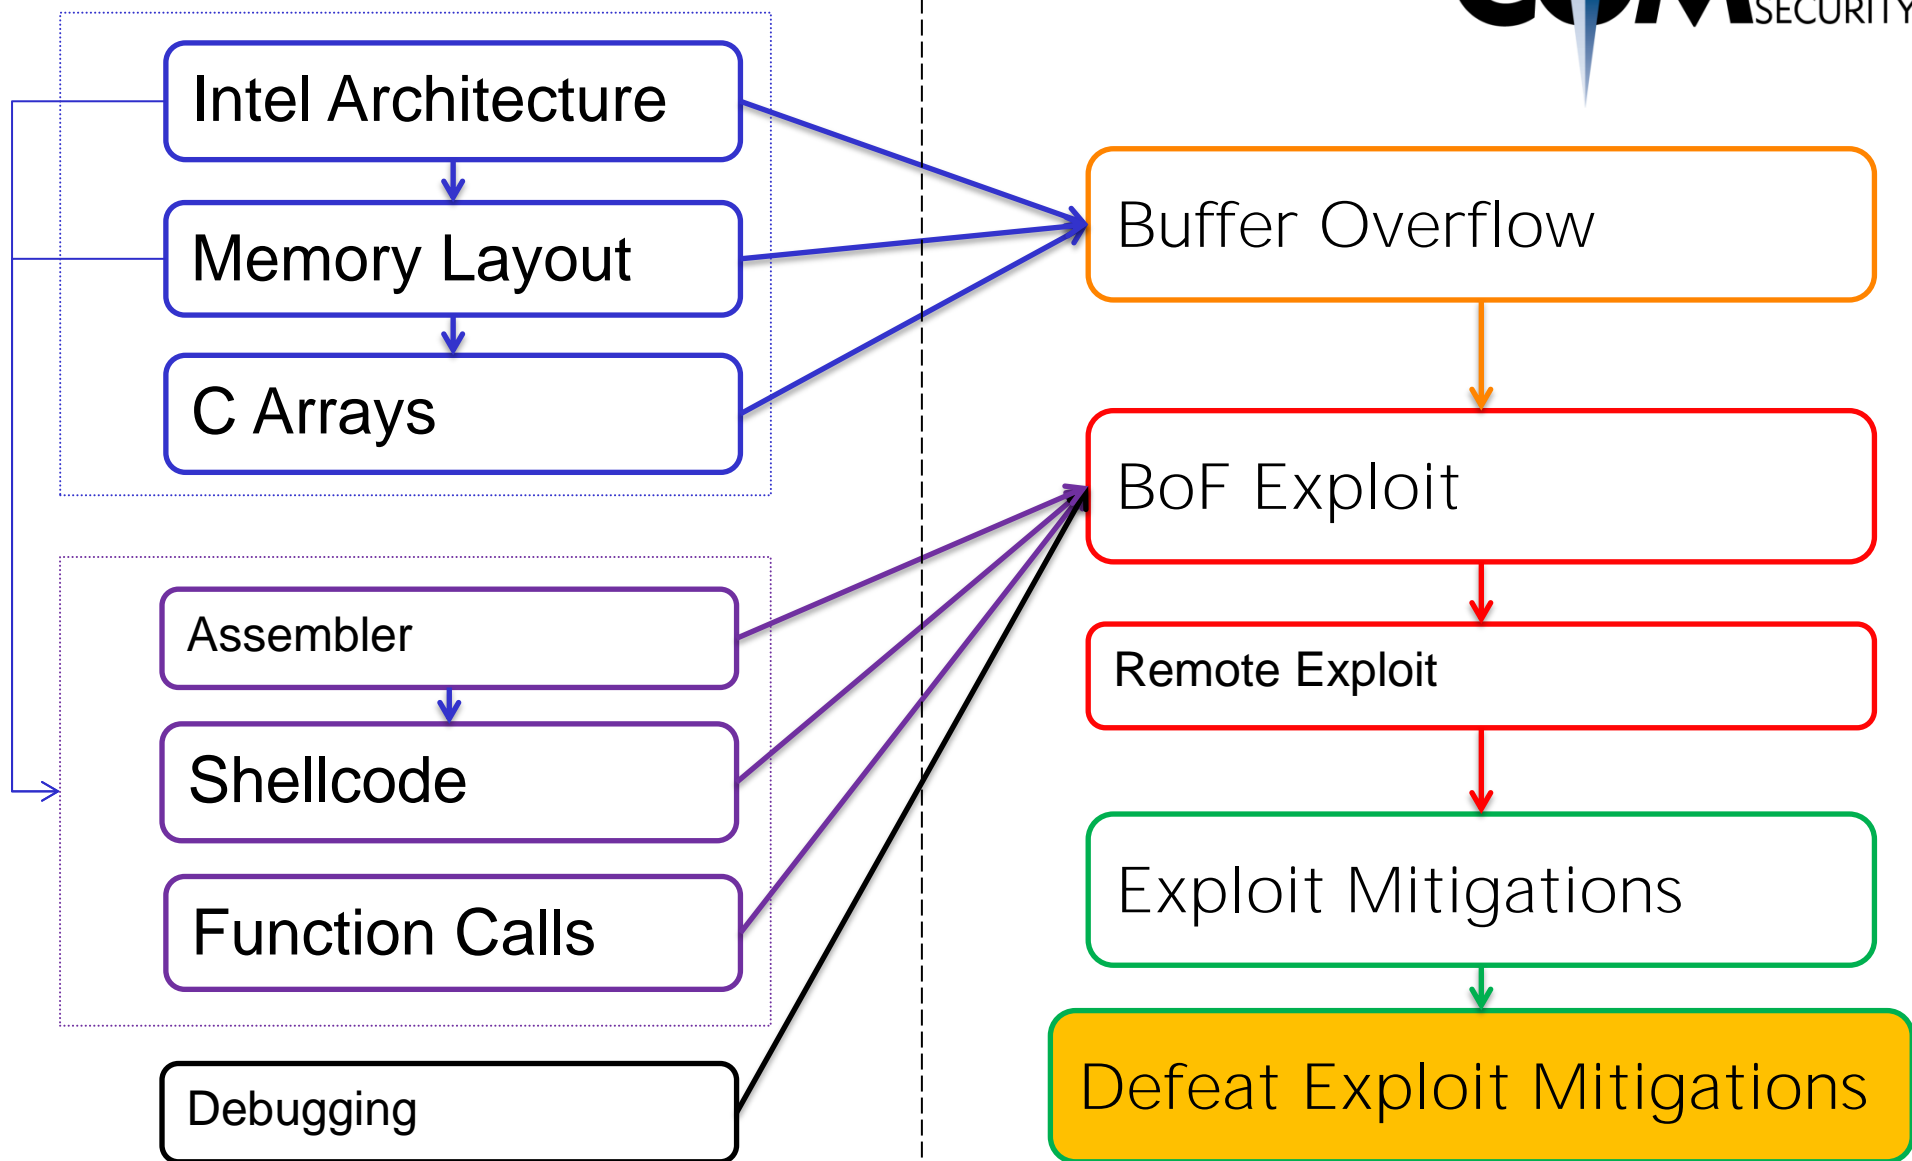 SECURITY
Intel Architecture
Memory Layout
C Arrays
Assembler
Shellcode
Function Calls
Debugging
Buffer Overflow
BoF Exploit
Remote Exploit
Exploit Mitigations
Defeat Exploit Mitigations